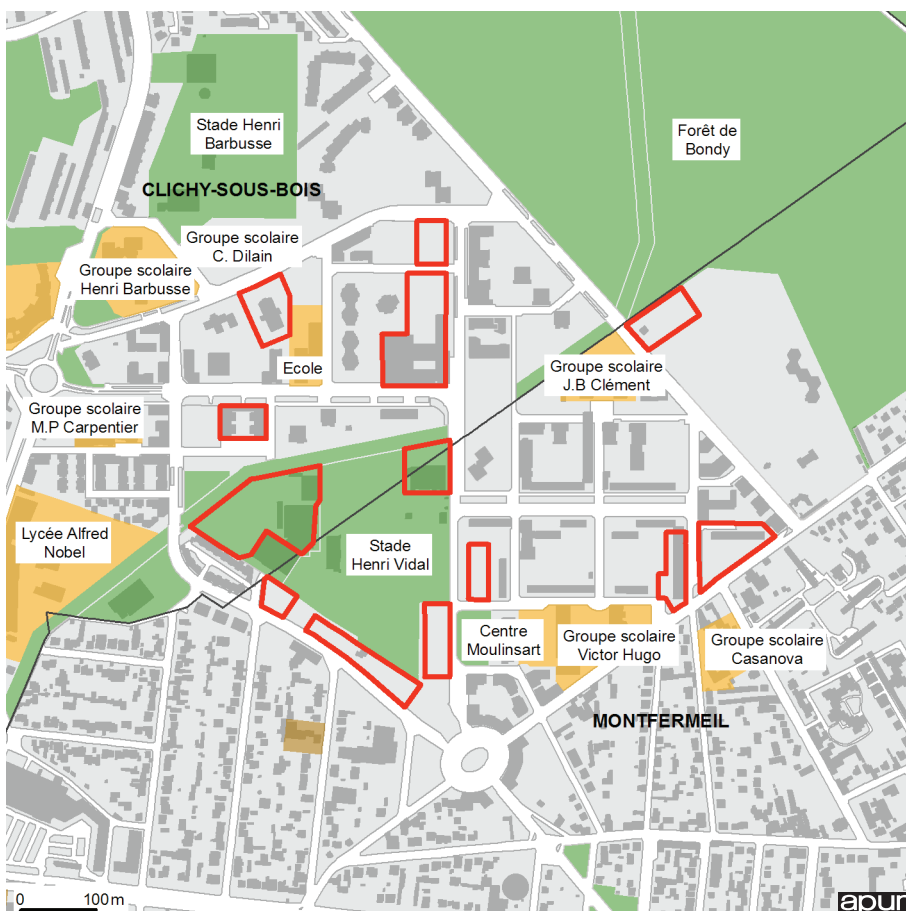 Stade Henri
Barbusse
Forêt de
Bondy
CLICHY-SOUS-BOIS
Groupe scolaire
C. Dilain
Groupe scolaire
Henri Barbusse
Ecole
Groupe scolaire
J.B Clément
Groupe scolaire
M.P Carpentier
Lycée Alfred
Nobel
Stade
Henri Vidal
Centre
Moulinsart
Groupe scolaire
Victor Hugo
Groupe scolaire
Casanova
MONTFERMEIL
0 100 m
apur